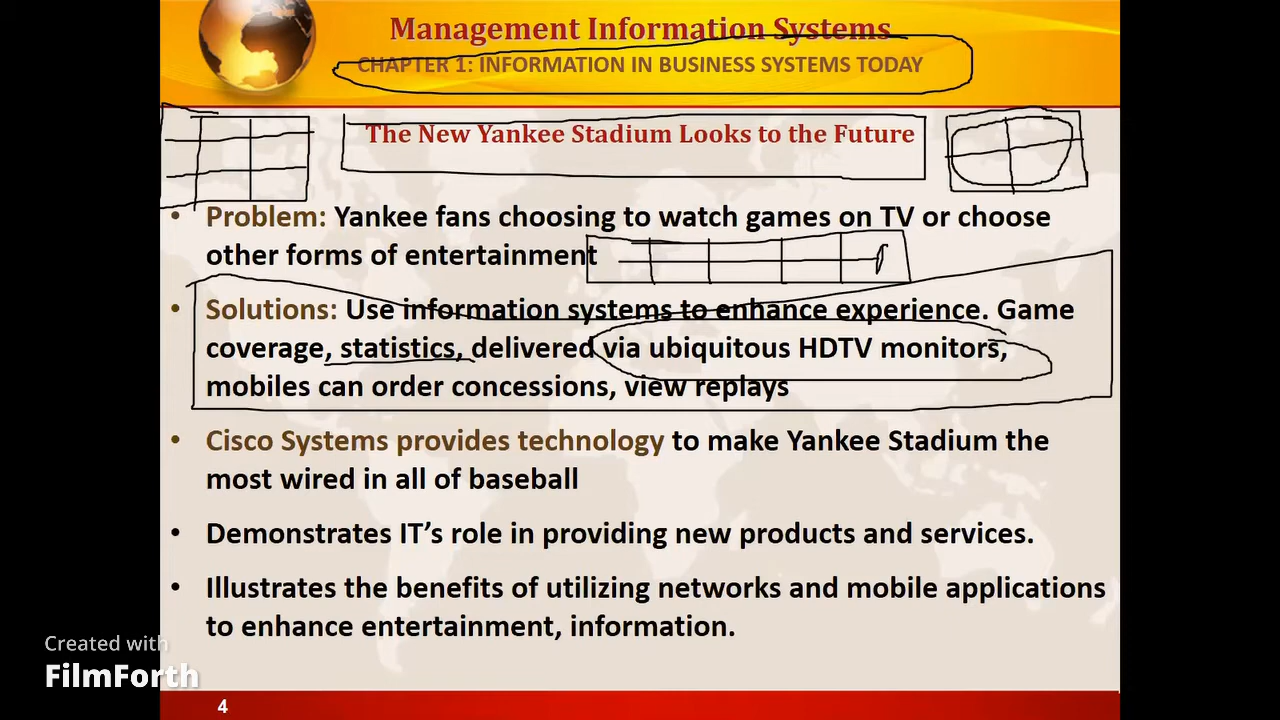 Management Information Systems
CHAPTER 1: INFORMATION IN BUSINESS SYSTEMS TODAY
The New Yankee Stadium Looks to the Future
• Problem: Yankee fans choosing to watch games on TV or choose
other forms of entertainment
• Solutions: Use information systems to enhance experience. Game
coverage, statistics, delivered via ubiquitous HDTV monitors,
mobiles can order concessions, view replays
• Cisco Systems provides technology to make Yankee Stadium the
most wired in all of baseball
• Demonstrates IT’s role in providing new products and services.
• Illustrates the benefits of utilizing networks and mobile applications
to enhance entertainment, information.
Created with
FilmForth
4